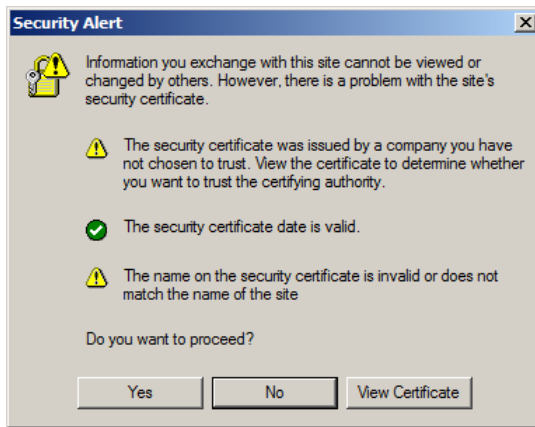 Security Alert
Information you exchange with this site cannot be viewed or
changed by others. However, there is a problem with the site's
security certificate.
The security certificate was issued by a company you have
not chosen to trust. View the certificate to determine whether
you want to trust the certifying authority.
The security certificate date is valid.
The name on the security certificate is invalid or does not
match the name of the site
Do you want to proceed?
Yes
No
View Certificate